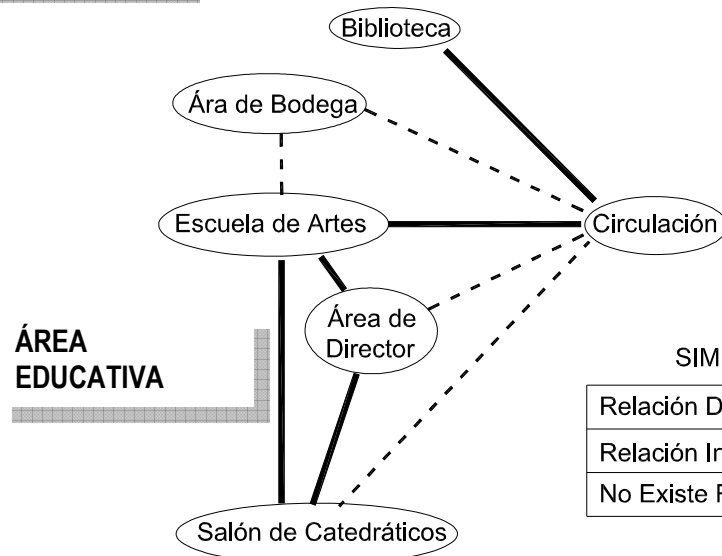 Biblioteca
Ára de Bodega
Escuela de Artes
Circulación
Área de
Director
ÁREA
EDUCATIVA
SIM
Relación D
Relación In
No Existe
Salón de Catedráticos